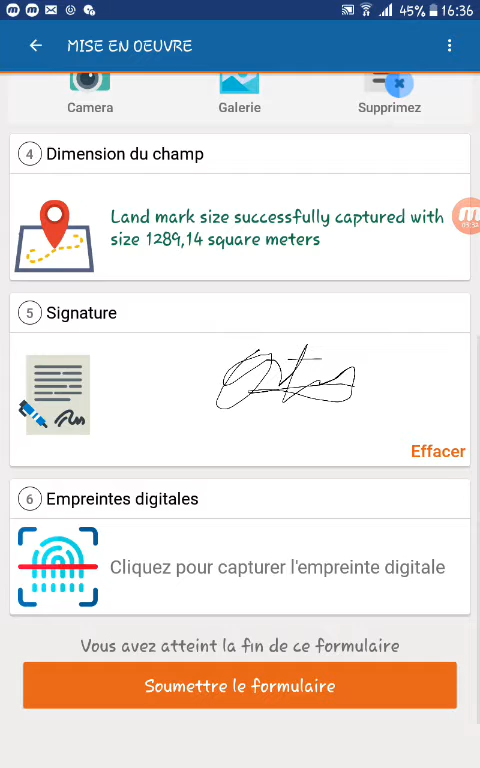 45% 16:36
MISE EN OEUVRE
Camera Galerie Supprimez
4 Dimension du champ
Land mark size successfully captured with
size 1289,14 square meters
5 Signature
Effacer
6 Empreintes digitales
Cliquez pour capturer l'empreinte digitale
Vous avez atteint la fin de ce formulaire
Soumettre le formulaire